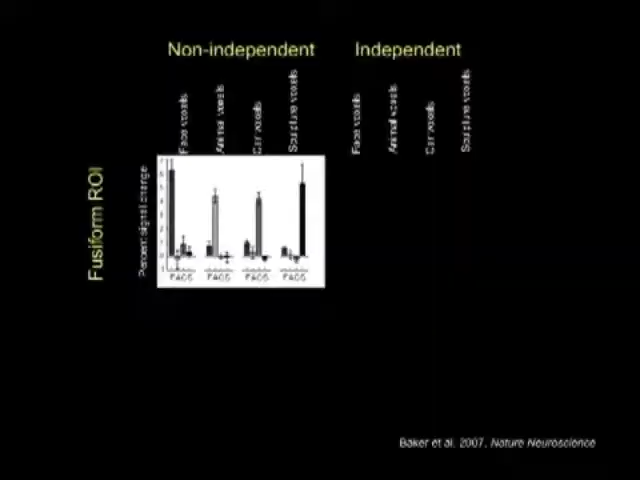 Non-independent
Independent
Face voxels
Animal voxels
Car voxels
Sculpture voxels
Face voxels
Animal voxels
Car voxels
Sculpture voxels
Fusiform ROI
Percent signal change
FACS
FACS
FACS
FACS
Baker et al. 2007, Nature Neuroscience